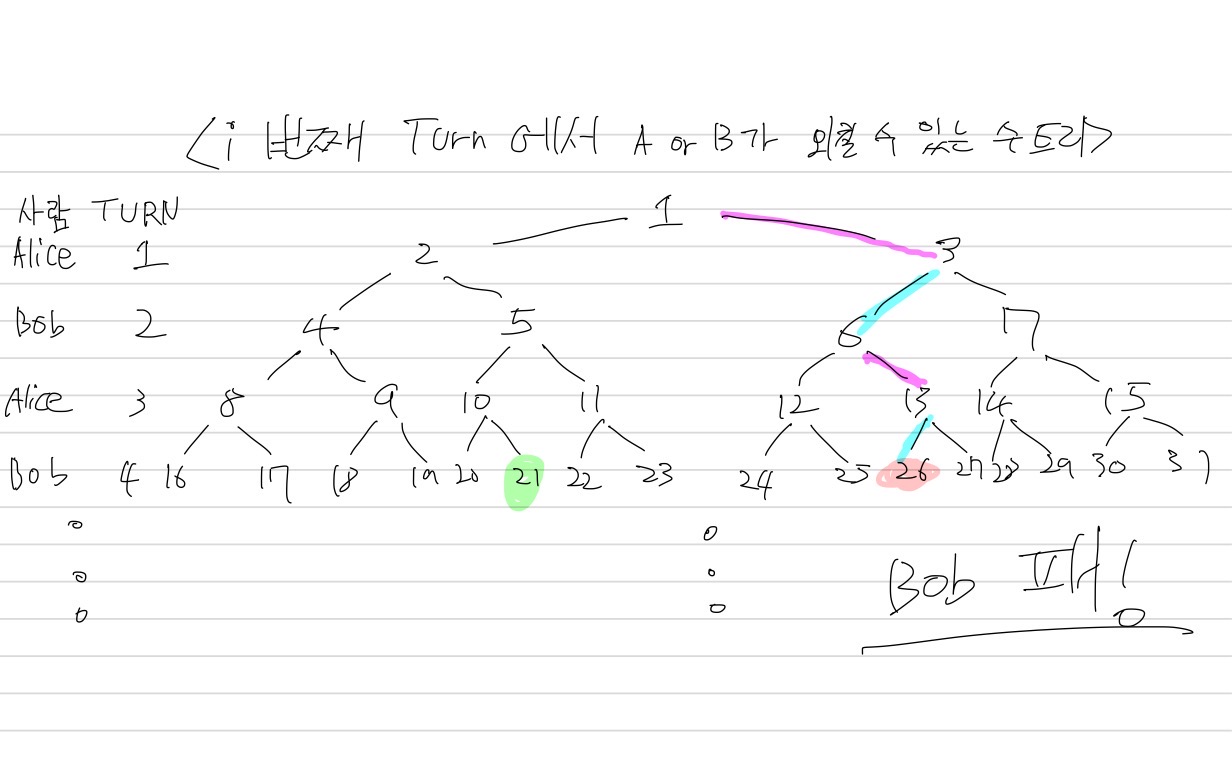 <i 번째 Turn 에서 A or B가 외칠 수 있는 수 트리>
사람 TURN 1
Alice 1 2 3
Bob 2 4 5 6 7
Alice 3 8 9 10 11 12 13 14 15
Bob 4 16 17 18 19 20 21 22 23 24 25 26 27 28 29 30 31
Bob 패!